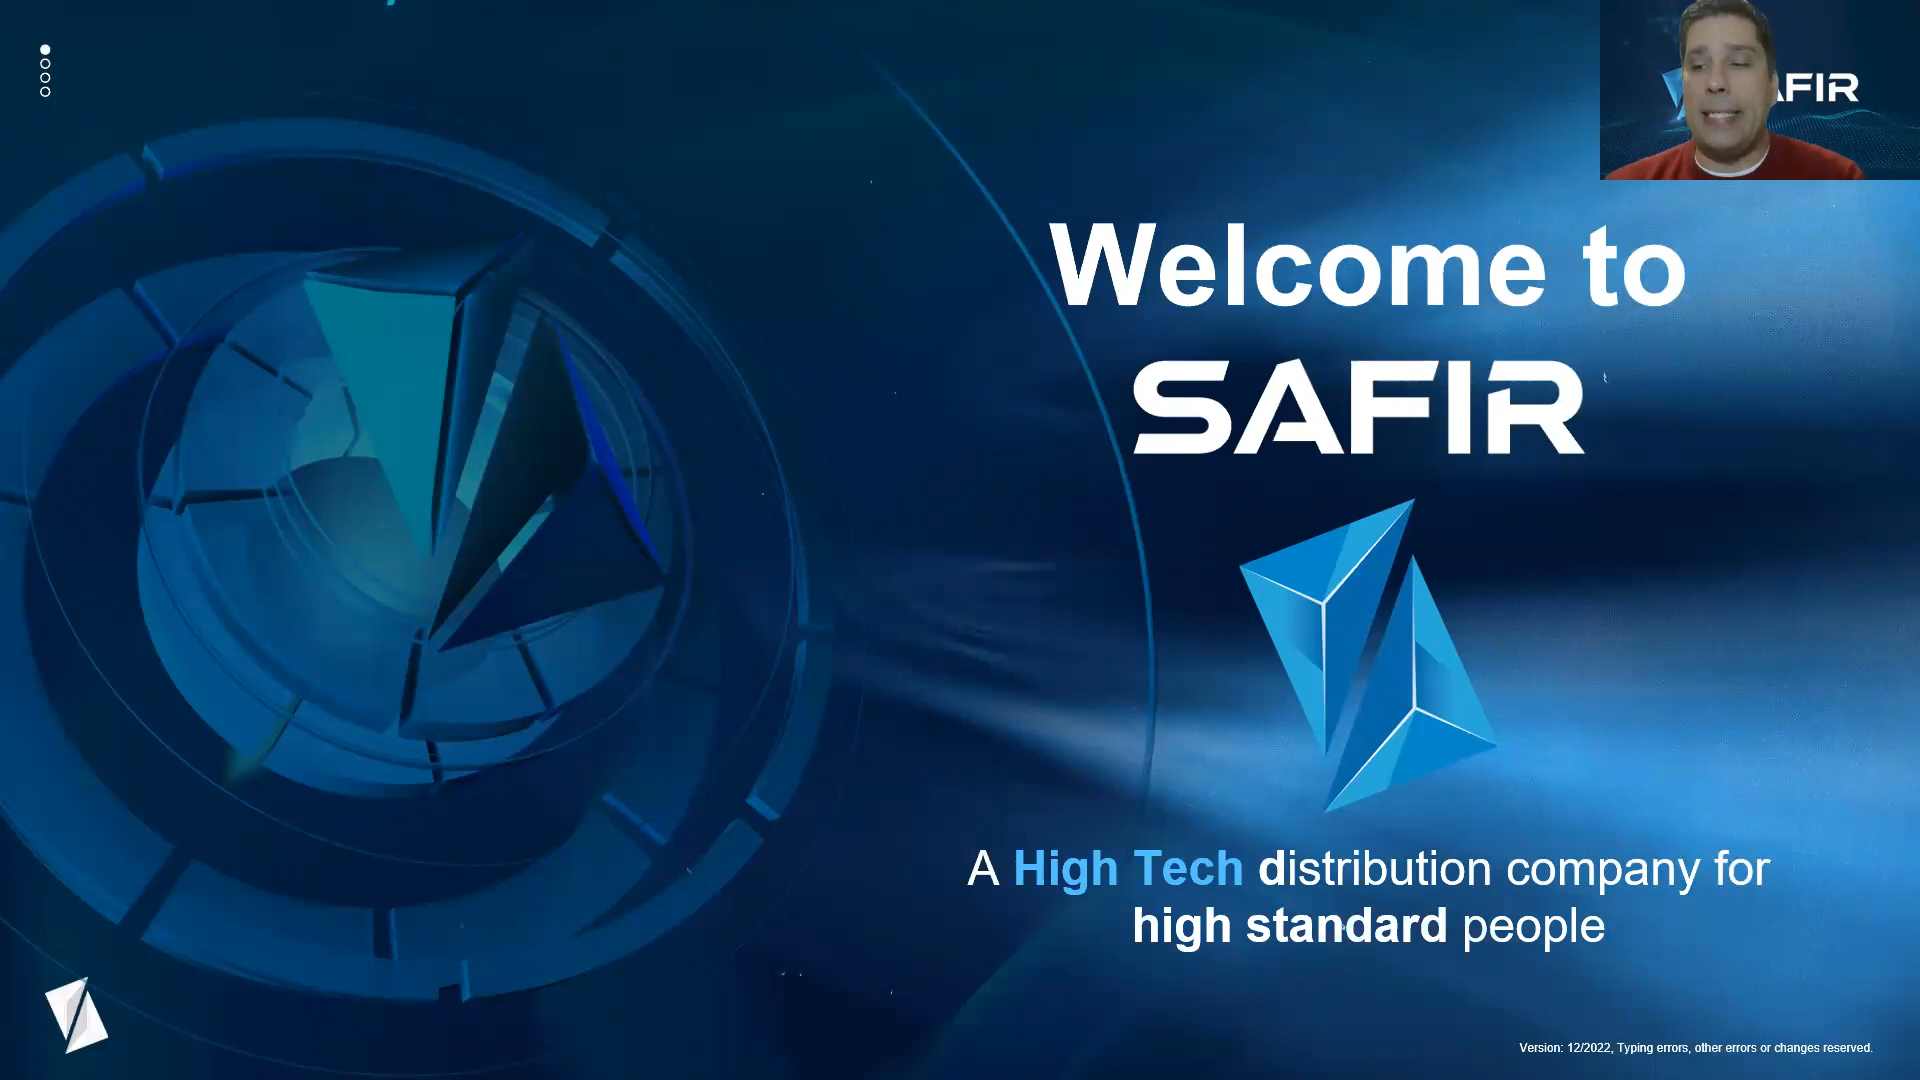 AFIR
Welcome to
SAFIR
A High Tech distribution company for
high standard people
Version: 12/2022, Typing errors, other errors or changes reserved.